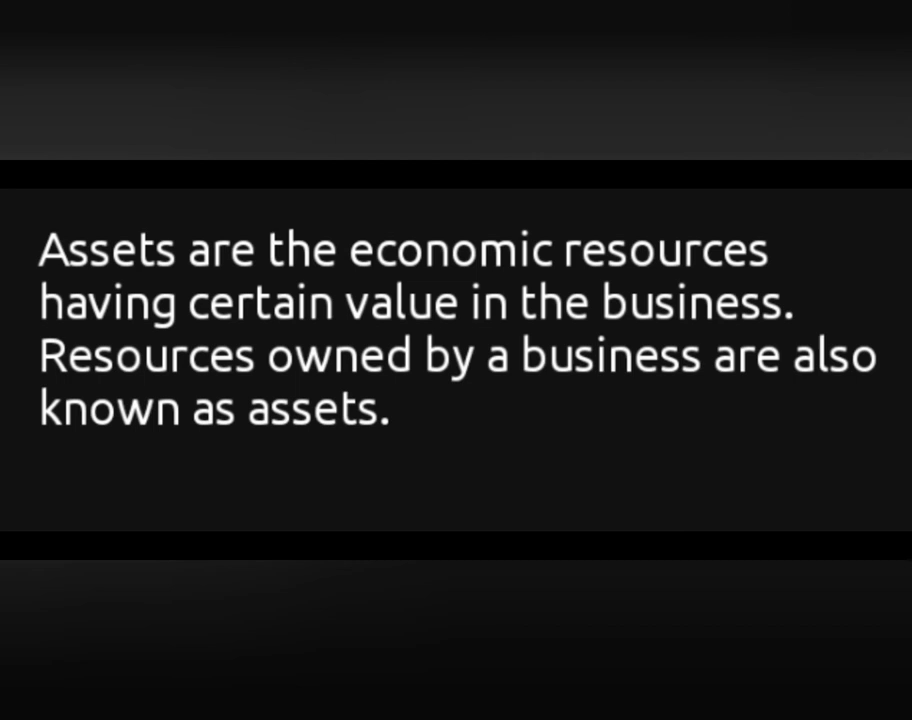 Assets are the economic resources
having certain value in the business.
Resources owned by a business are also
known as assets.